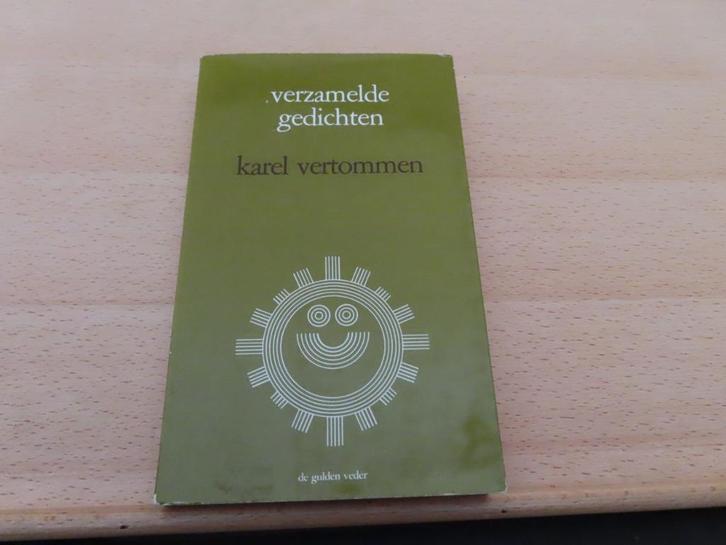 verzamelde
gedichten
karel vertommen
de gulden veder